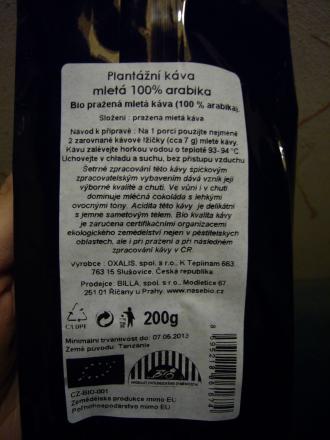 Plantážní káva
mletá 100% arabika
Bio pražená mletá káva (100 % arabika).
Složení : pražená mletá káva
Návod k přípravě : Na 1 porci použijte nejméně
2 zarovnané kávové lžičky (cca 7 g) mleté kávy.
Kávu zalévejte horkou vodou o teplotě 93-94 °C.
Uchovejte v chladu a suchu, bez přístupu vzduchu
Šetrné zpracování této kávy špičkovým
zpracovatelským vybavením dává vznik její
výborné kvalitě a chuti. Ve vůni i v chuti
dominuje mléčná čokoláda s lehkými
ovocnými tony. Acidita této kávy je delikátní
s jemně sametovým tělem. Bio kvalita kávy
je zaručena certifikačními organizacemi
ekologického zemědělství nejen v pěstitelských
oblastech, ale i při pražení a při následném
zpracování kávy v ČR.
Výrobce : OXALIS, spol. s r.o., K Teplinám 663,
763 15 Slušovice, Česká republika
Prodejce: BILLA, spol. s r.o., Modletice 67
251 01 Říčany u Prahy www.nasebio.cz
C/LDPE
200g
Minimální trvanlivost do: 07.05.2013
Země původu: Tanzánie
BIO
CZ-BIO-001
Zemědělská produkce mimo EU
Poľnohospodárstvo mimo EU